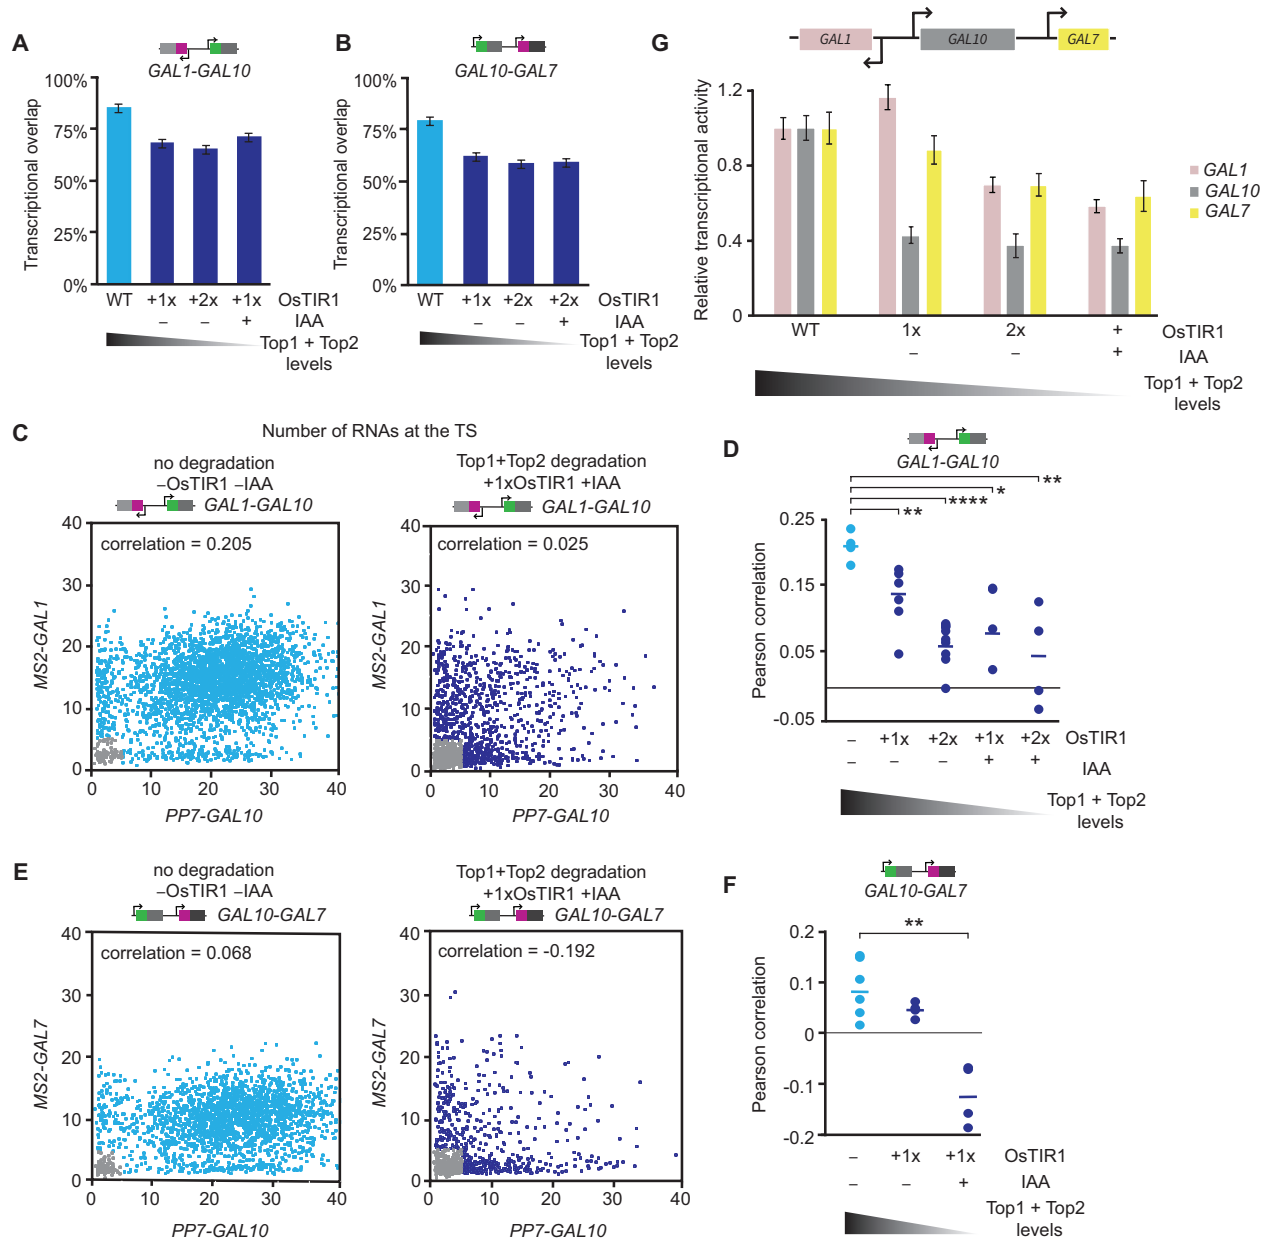 A
GAL1-GAL10
100%
75%
50%
25%
0%
Transcriptional overlap
WT +1x +2x +1x OsTIR1
– – + IAA
Top1 + Top2
levels
B
GAL10-GAL7
100%
75%
50%
25%
0%
Transcriptional overlap
WT +1x +2x +2x OsTIR1
– – + IAA
Top1 + Top2
levels
G
GAL1 GAL10 GAL7
1.2
0.8
0.4
0
Relative transcriptional activity
GAL1
GAL10
GAL7
WT 1x 2x + OsTIR1
– – + IAA
Top1 + Top2
levels
C
Number of RNAs at the TS
no degradation
–OsTIR1 –IAA
GAL1-GAL10
correlation = 0.205
40
30
20
10
0
MS2-GAL1
0 10 20 30 40
PP7-GAL10
Top1+Top2 degradation
+1xOsTIR1 +IAA
GAL1-GAL10
correlation = 0.025
40
30
20
10
0
MS2-GAL1
0 10 20 30 40
PP7-GAL10
D
GAL1-GAL10
**
*
****
**
0.25
0.15
0.05
-0.05
Pearson correlation
– +1x +2x +1x +2x OsTIR1
– – – + + IAA
Top1 + Top2
levels
E
no degradation
–OsTIR1 –IAA
GAL10-GAL7
correlation = 0.068
40
30
20
10
0
MS2-GAL7
0 10 20 30 40
PP7-GAL10
Top1+Top2 degradation
+1xOsTIR1 +IAA
GAL10-GAL7
correlation = -0.192
40
30
20
10
0
MS2-GAL7
0 10 20 30 40
PP7-GAL10
F
GAL10-GAL7
**
0.2
0.1
0
-0.1
-0.2
Pearson correlation
– +1x +1x OsTIR1
– – + IAA
Top1 + Top2
levels